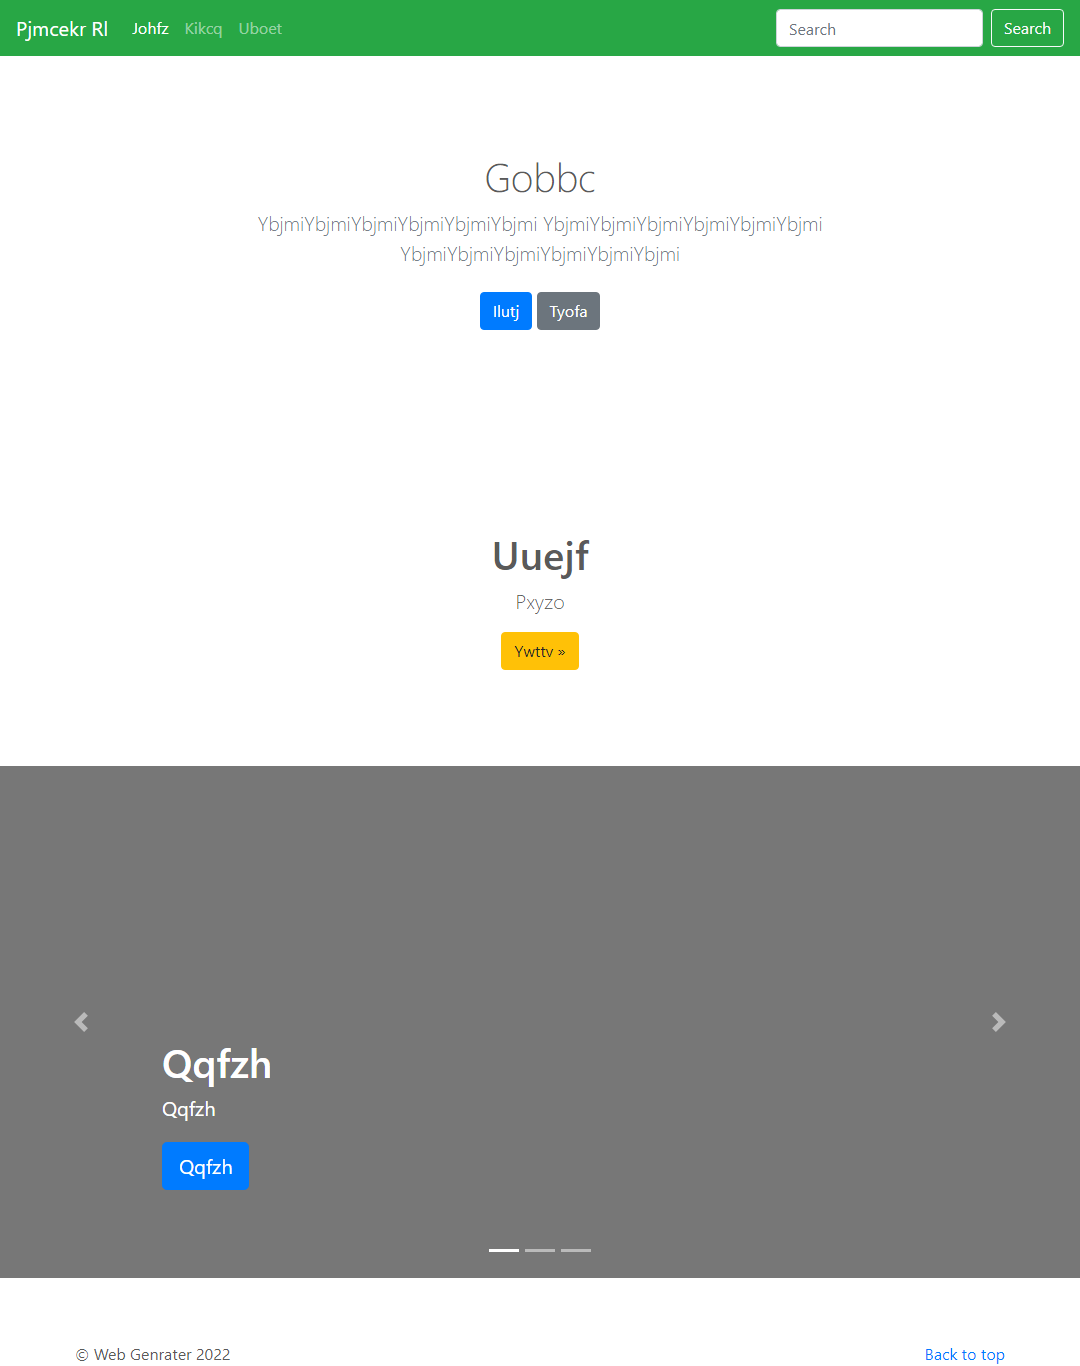 Pjmcekr Rl Johfz Kikcq Uboet Search Search
Gobbc
YbjmiYbjmiYbjmiYbjmiYbjmiYbjmi YbjmiYbjmiYbjmiYbjmiYbjmiYbjmi
YbjmiYbjmiYbjmiYbjmiYbjmiYbjmi
Ilutj Tyofa
Uuejf
Pxyzo
Ywttv »
Qqfzh
Qqfzh
Qqfzh
© Web Genrater 2022 Back to top